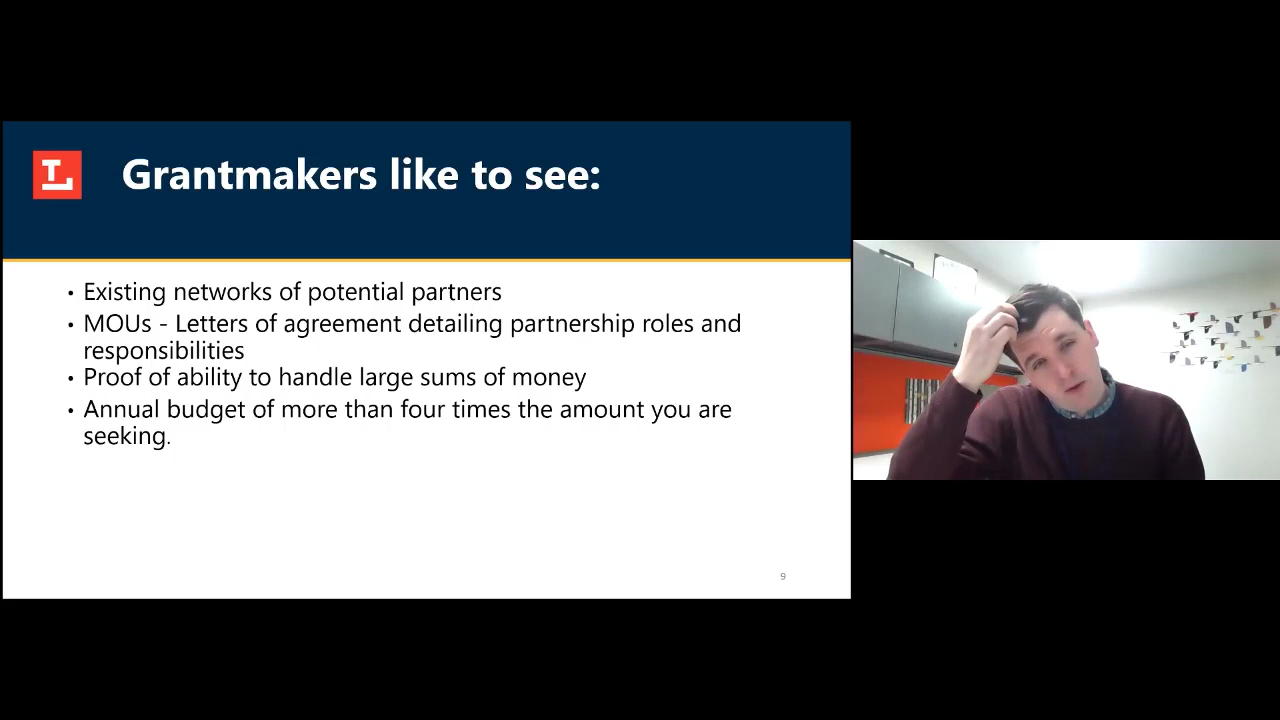 TL
Grantmakers like to see:
• Existing networks of potential partners
• MOUs - Letters of agreement detailing partnership roles and
responsibilities
• Proof of ability to handle large sums of money
• Annual budget of more than four times the amount you are
seeking.
9